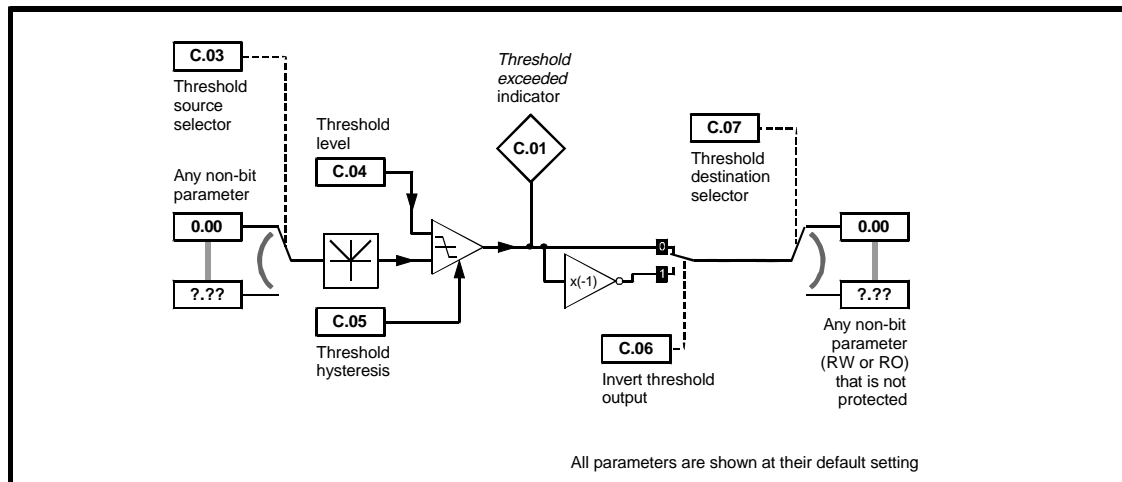 C.03
Threshold
source
selector
Any non-bit
parameter
0.00
?.??
Threshold
level
C.04
C.05
Threshold
hysteresis
Threshold
exceeded
indicator
C.01
x(-1)
0
1
C.06
Invert threshold
output
C.07
Threshold
destination
selector
0.00
?.??
Any non-bit
parameter
(RW or RO)
that is not
protected
All parameters are shown at their default setting